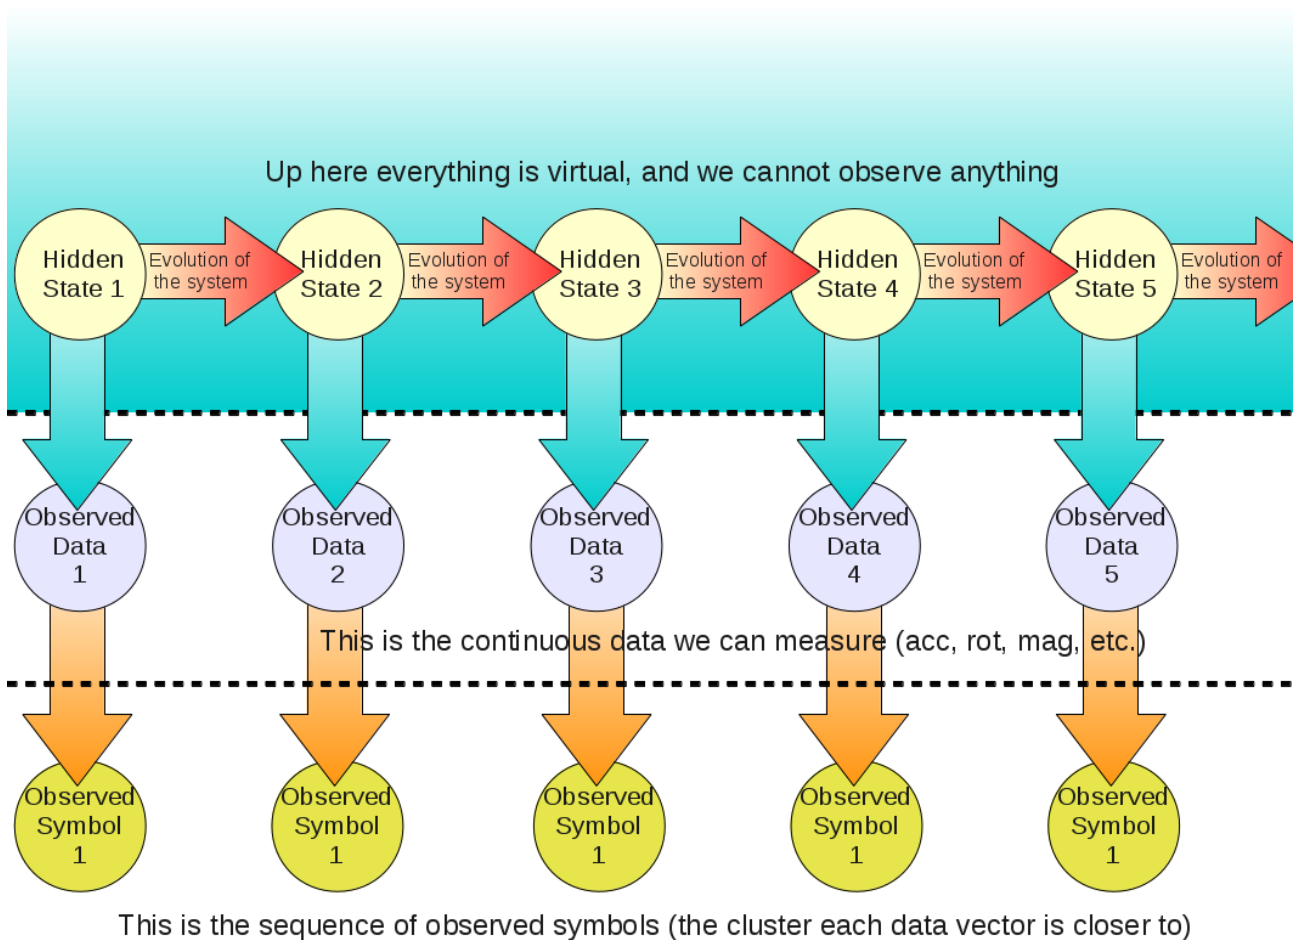 Up here everything is virtual, and we cannot observe anything
Hidden
State 1
Evolution of
the system
Hidden
State 2
Evolution of
the system
Hidden
State 3
Evolution of
the system
Hidden
State 4
Evolution of
the system
Hidden
State 5
Evolution of
the system
Observed
Data
1
Observed
Data
2
Observed
Data
3
Observed
Data
4
Observed
Data
5
This is the continuous data we can measure (acc, rot, mag, etc.)
Observed
Symbol
1
Observed
Symbol
1
Observed
Symbol
1
Observed
Symbol
1
Observed
Symbol
1
This is the sequence of observed symbols (the cluster each data vector is closer to)